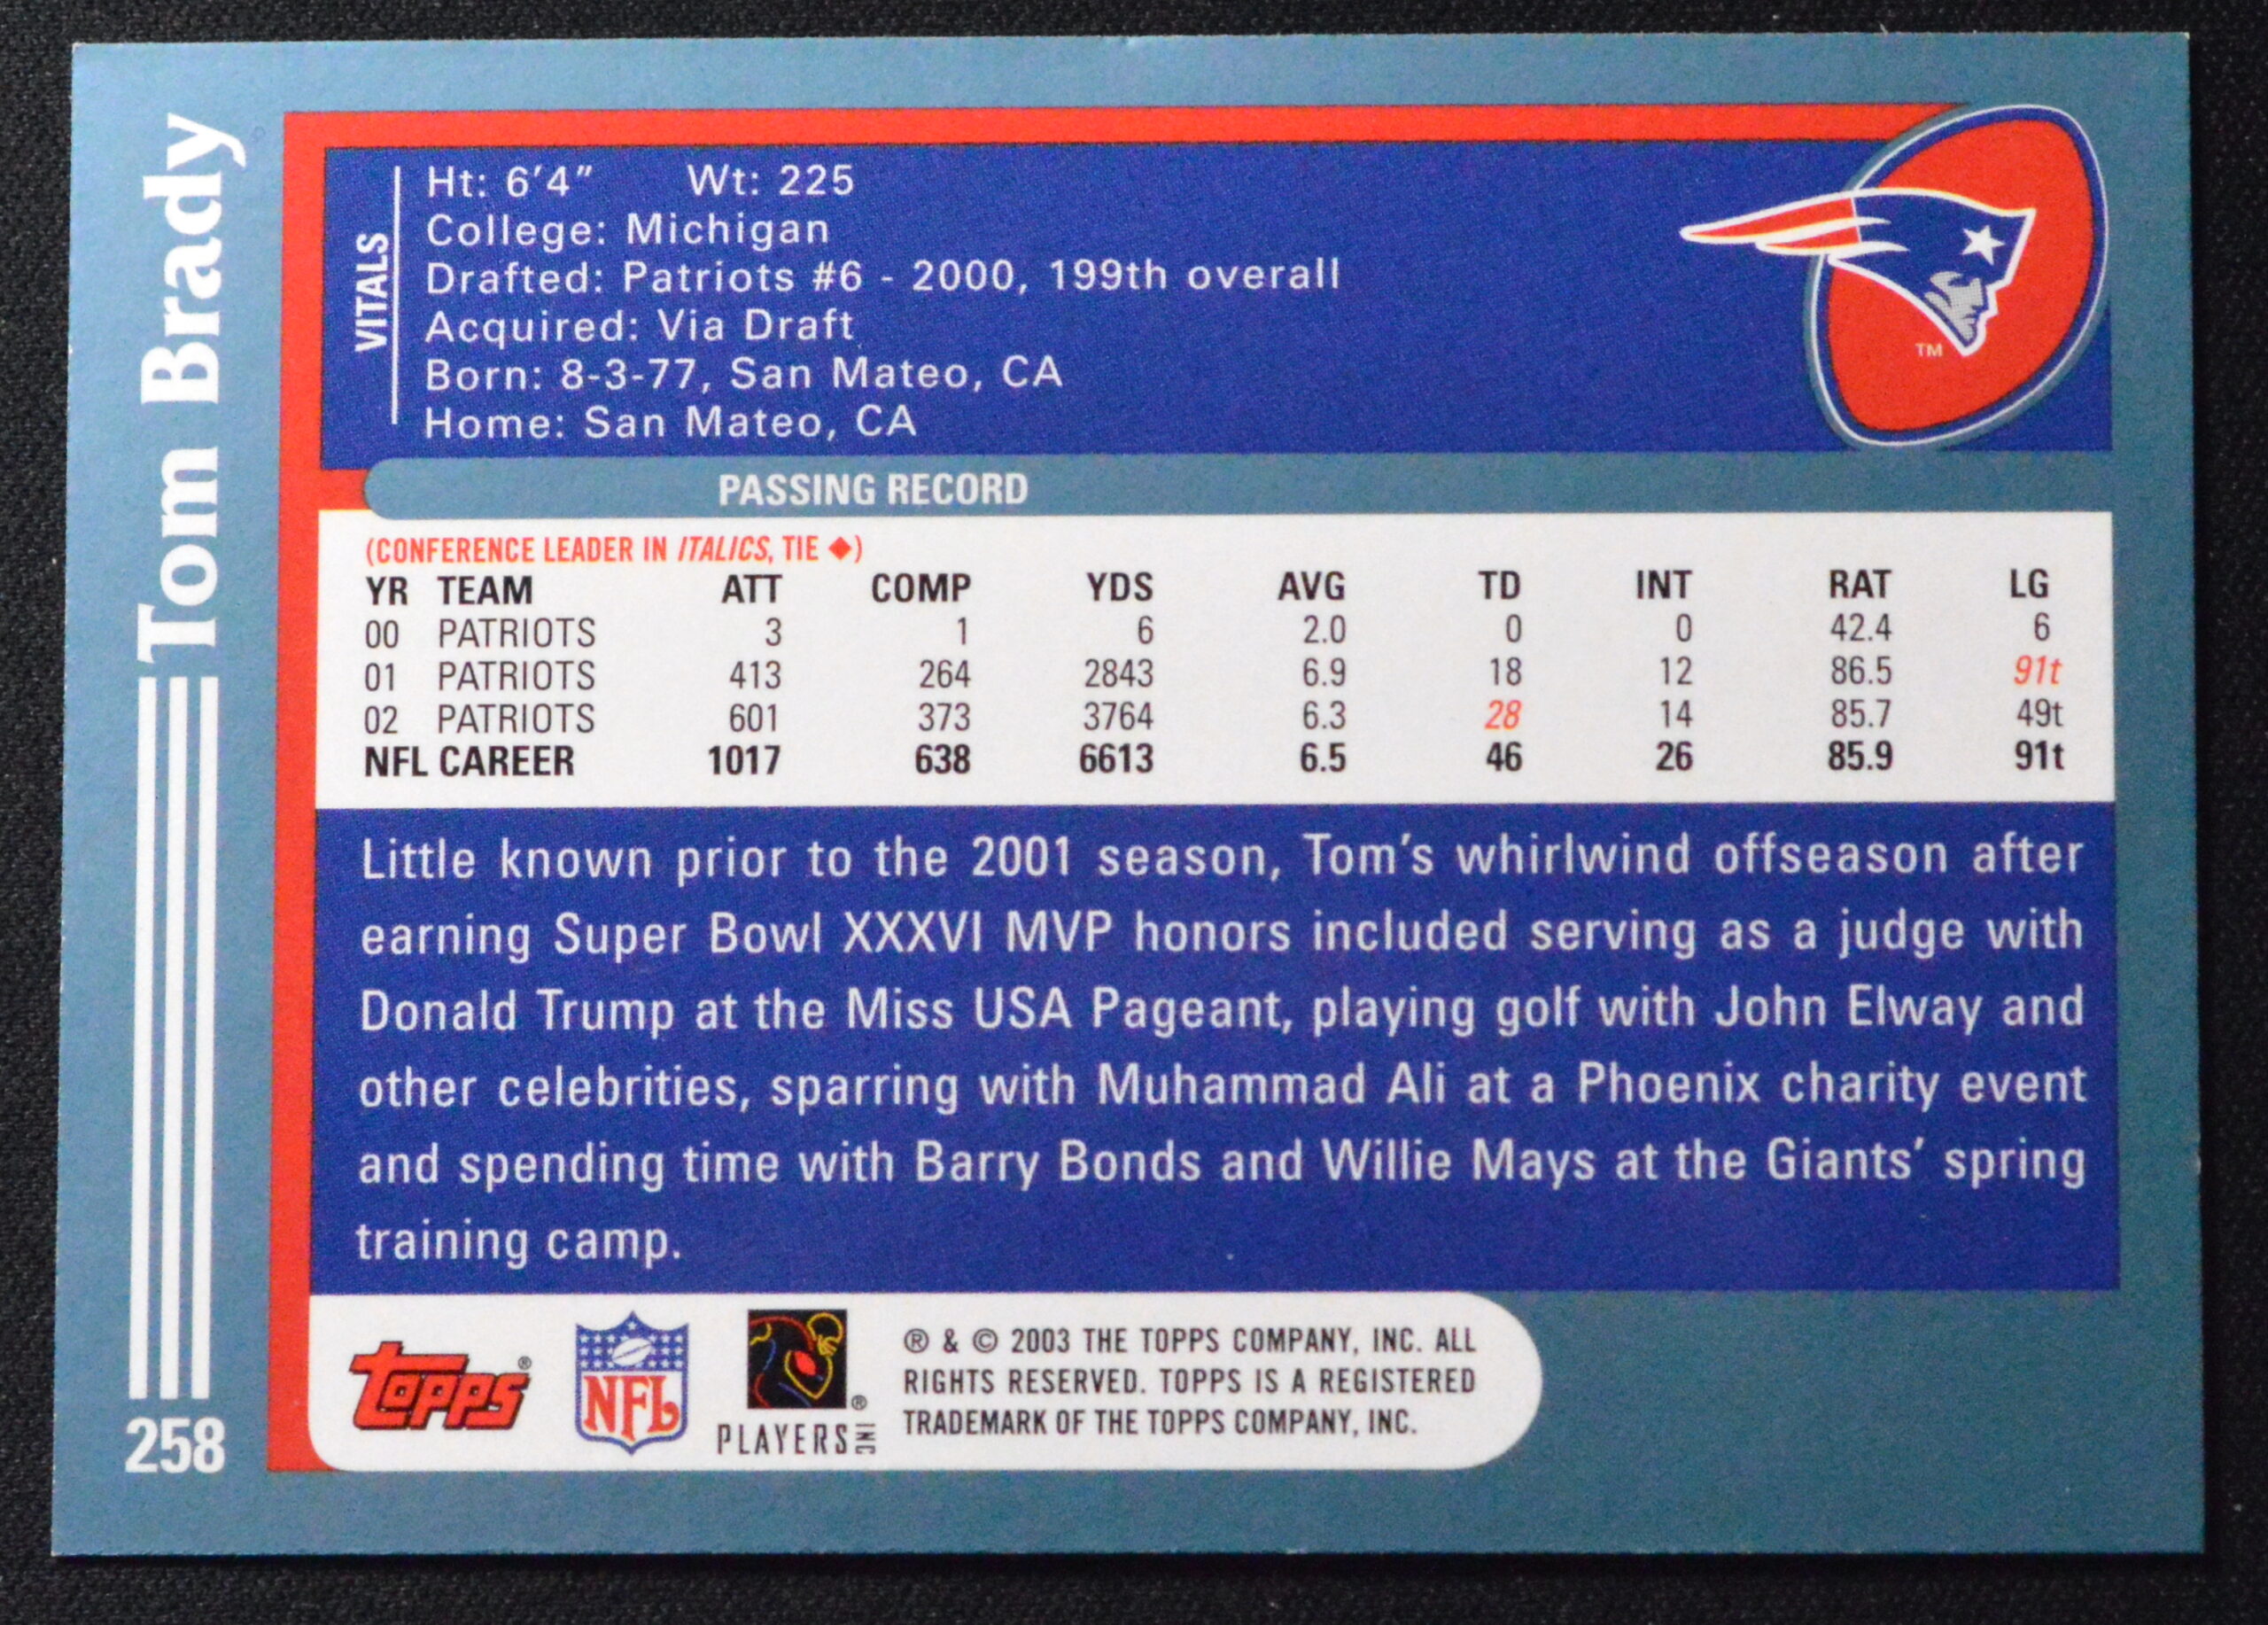 Tom Brady
258
VITALS
Ht: 6'4" Wt: 225
College: Michigan
Drafted: Patriots #6 - 2000, 199th overall
Acquired: Via Draft
Born: 8-3-77, San Mateo, CA
Home: San Mateo, CA
TM
PASSING RECORD
(CONFERENCE LEADER IN ITALICS, TIE ◆)
YR TEAM ATT COMP YDS AVG TD INT RAT LG
00 PATRIOTS 3 1 6 2.0 0 0 42.4 6
01 PATRIOTS 413 264 2843 6.9 18 12 86.5 91t
02 PATRIOTS 601 373 3764 6.3 28 14 85.7 49t
NFL CAREER 1017 638 6613 6.5 46 26 85.9 91t
Little known prior to the 2001 season, Tom's whirlwind offseason after
earning Super Bowl XXXVI MVP honors included serving as a judge with
Donald Trump at the Miss USA Pageant, playing golf with John Elway and
other celebrities, sparring with Muhammad Ali at a Phoenix charity event
and spending time with Barry Bonds and Willie Mays at the Giants' spring
training camp.
Topps®
NFL
PLAYERS INC ®
® & © 2003 THE TOPPS COMPANY, INC. ALL
RIGHTS RESERVED. TOPPS IS A REGISTERED
TRADEMARK OF THE TOPPS COMPANY, INC.